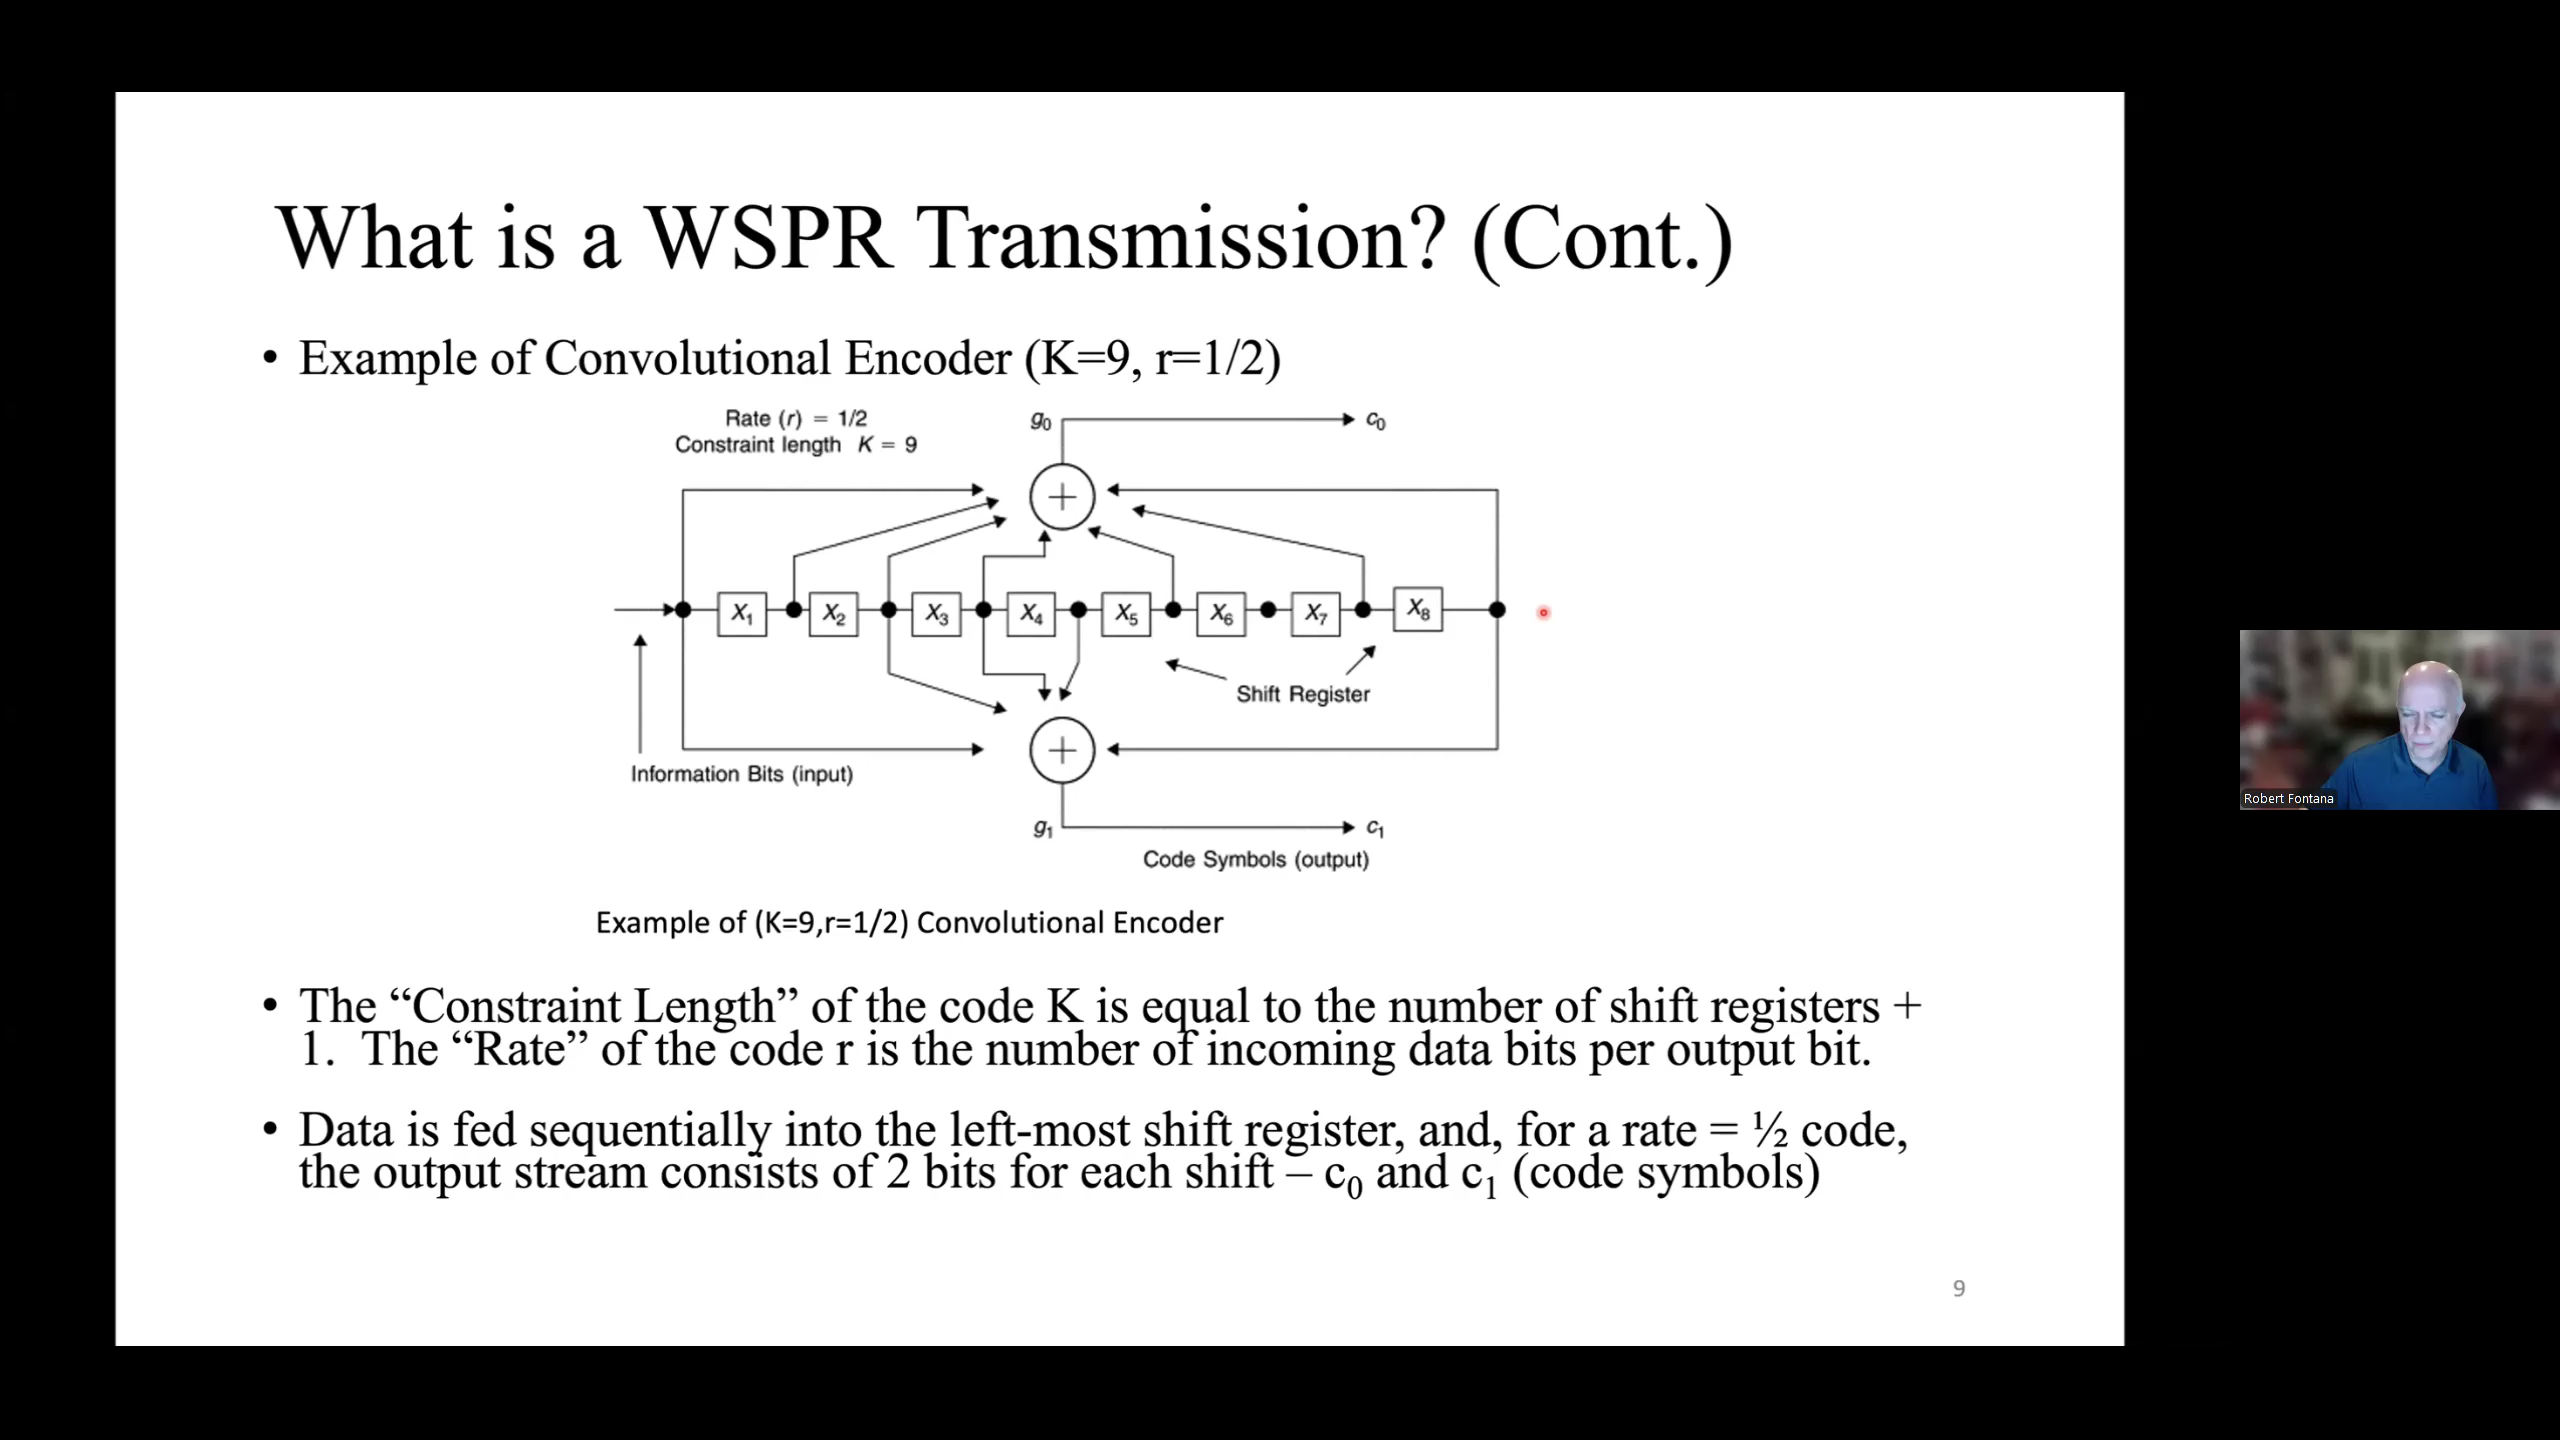 What is a WSPR Transmission? (Cont.)
• Example of Convolutional Encoder (K=9, r=1/2)
Rate (r) = 1/2
Constraint length K = 9
g0
c0
X1 X2 X3 X4 X5 X6 X7 X8
Shift Register
Information Bits (input)
g1
c1
Code Symbols (output)
Example of (K=9,r=1/2) Convolutional Encoder
• The “Constraint Length” of the code K is equal to the number of shift registers +
1. The “Rate” of the code r is the number of incoming data bits per output bit.
• Data is fed sequentially into the left-most shift register, and, for a rate = ½ code,
the output stream consists of 2 bits for each shift – c0 and c1 (code symbols)
9
Robert Fontana